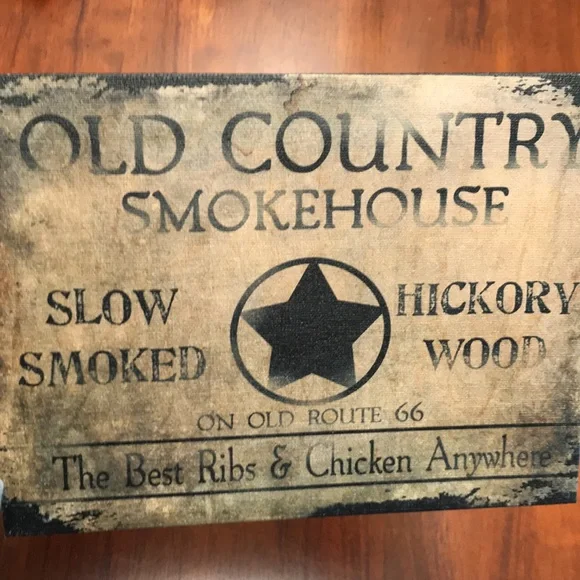 OLD COUNTRY
SMOKEHOUSE
SLOW
SMOKED
HICKORY
WOOD
ON OLD ROUTE 66
The Best Ribs & Chicken Anywhere